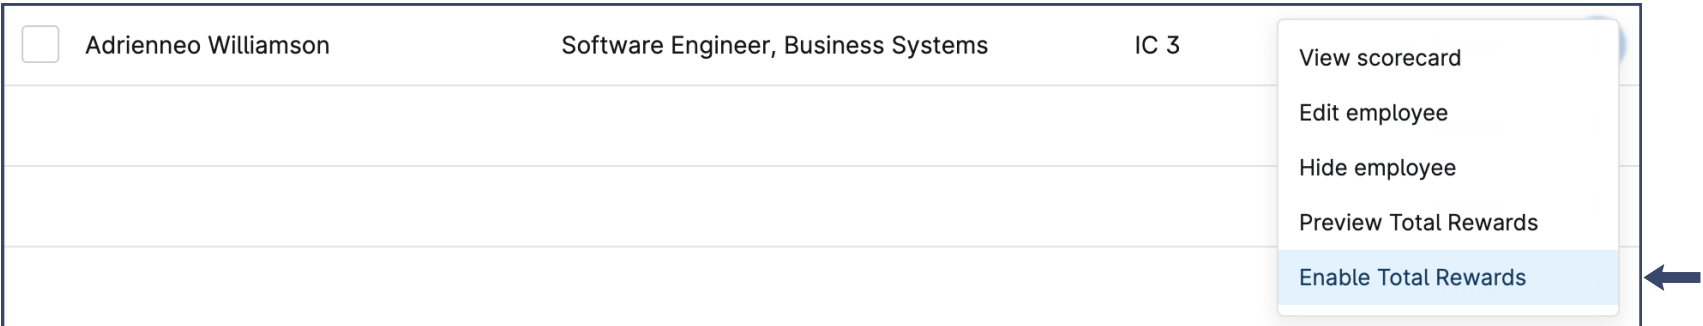 Adrienneo Williamson Software Engineer, Business Systems IC 3
View scorecard
Edit employee
Hide employee
Preview Total Rewards
Enable Total Rewards